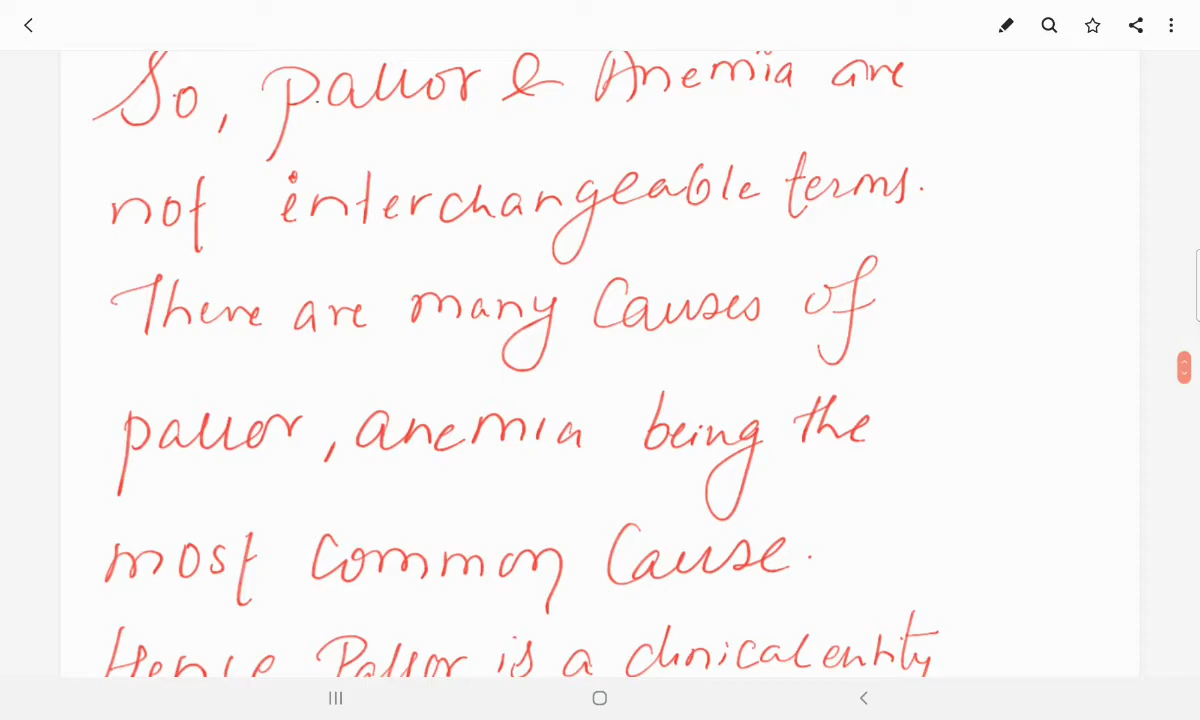 So, pallor & Anemia are
not interchangeable terms.
There are many Causes of
pallor, anemia being the
most common Cause.
Hence Pallor is a clinical entity